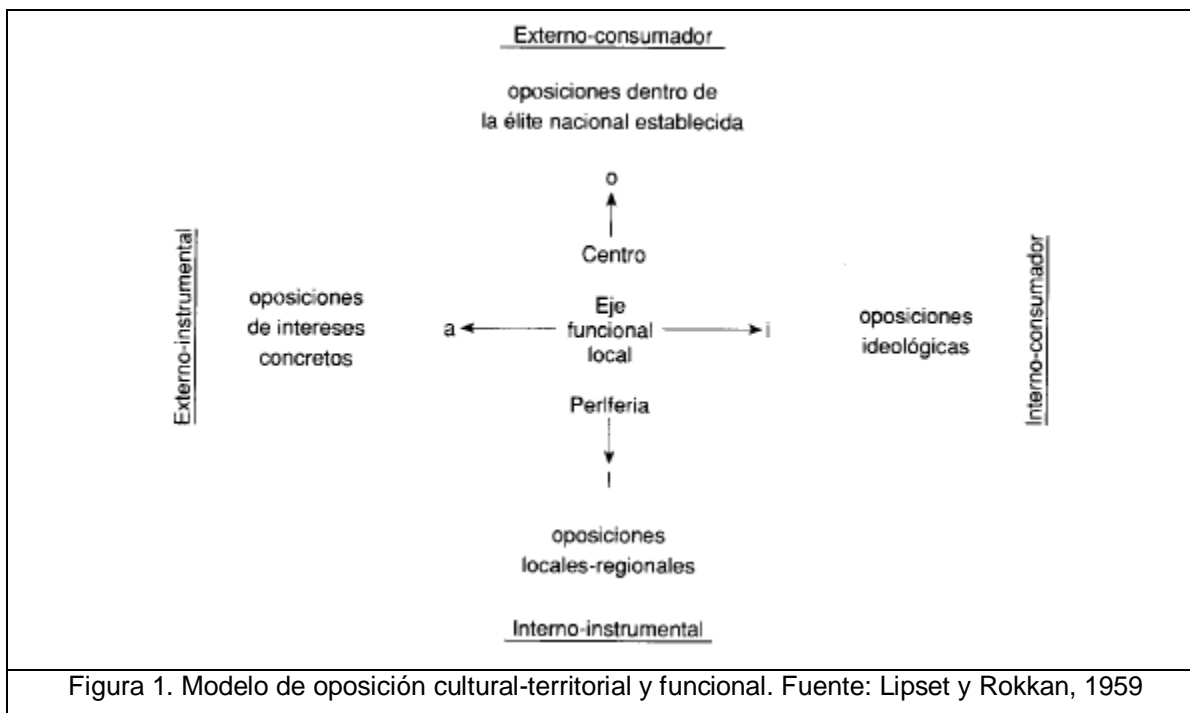 Externo-consumador
oposiciones dentro de
la élite nacional establecida
o
Centro
Externo-instrumental
oposiciones
de intereses
concretos
a
Eje
funcional
local
i
oposiciones
ideológicas
Interno-consumador
Periferia
l
oposiciones
locales-regionales
Interno-instrumental
Figura 1. Modelo de oposición cultural-territorial y funcional. Fuente: Lipset y Rokkan, 1959